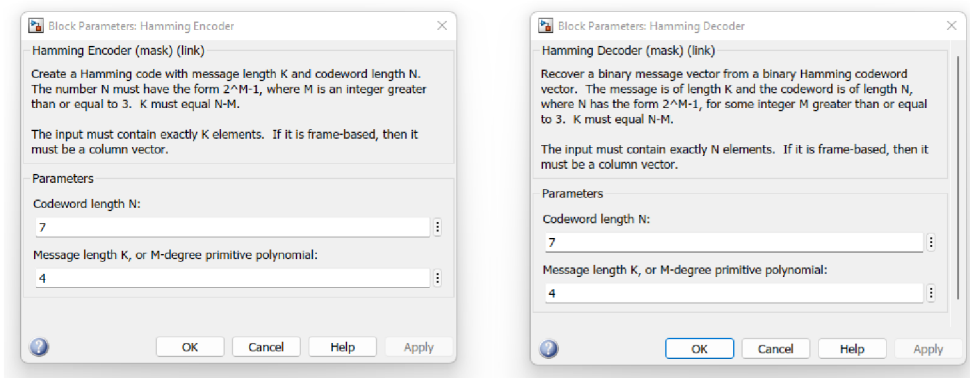 Block Parameters: Hamming Encoder
Hamming Encoder (mask) (link)
Create a Hamming code with message length K and codeword length N.
The number N must have the form 2^M-1, where M is an integer greater
than or equal to 3. K must equal N-M.
The input must contain exactly K elements. If it is frame-based, then it
must be a column vector.
Parameters
Codeword length N:
7
Message length K, or M-degree primitive polynomial:
4
OK Cancel Help Apply
Block Parameters: Hamming Decoder
Hamming Decoder (mask) (link)
Recover a binary message vector from a binary Hamming codeword
vector. The message is of length K and the codeword is of length N,
where N has the form 2^M-1, for some integer M greater than or equal
to 3. K must equal N-M.
The input must contain exactly N elements. If it is frame-based, then it
must be a column vector.
Parameters
Codeword length N:
7
Message length K, or M-degree primitive polynomial:
4
OK Cancel Help Apply